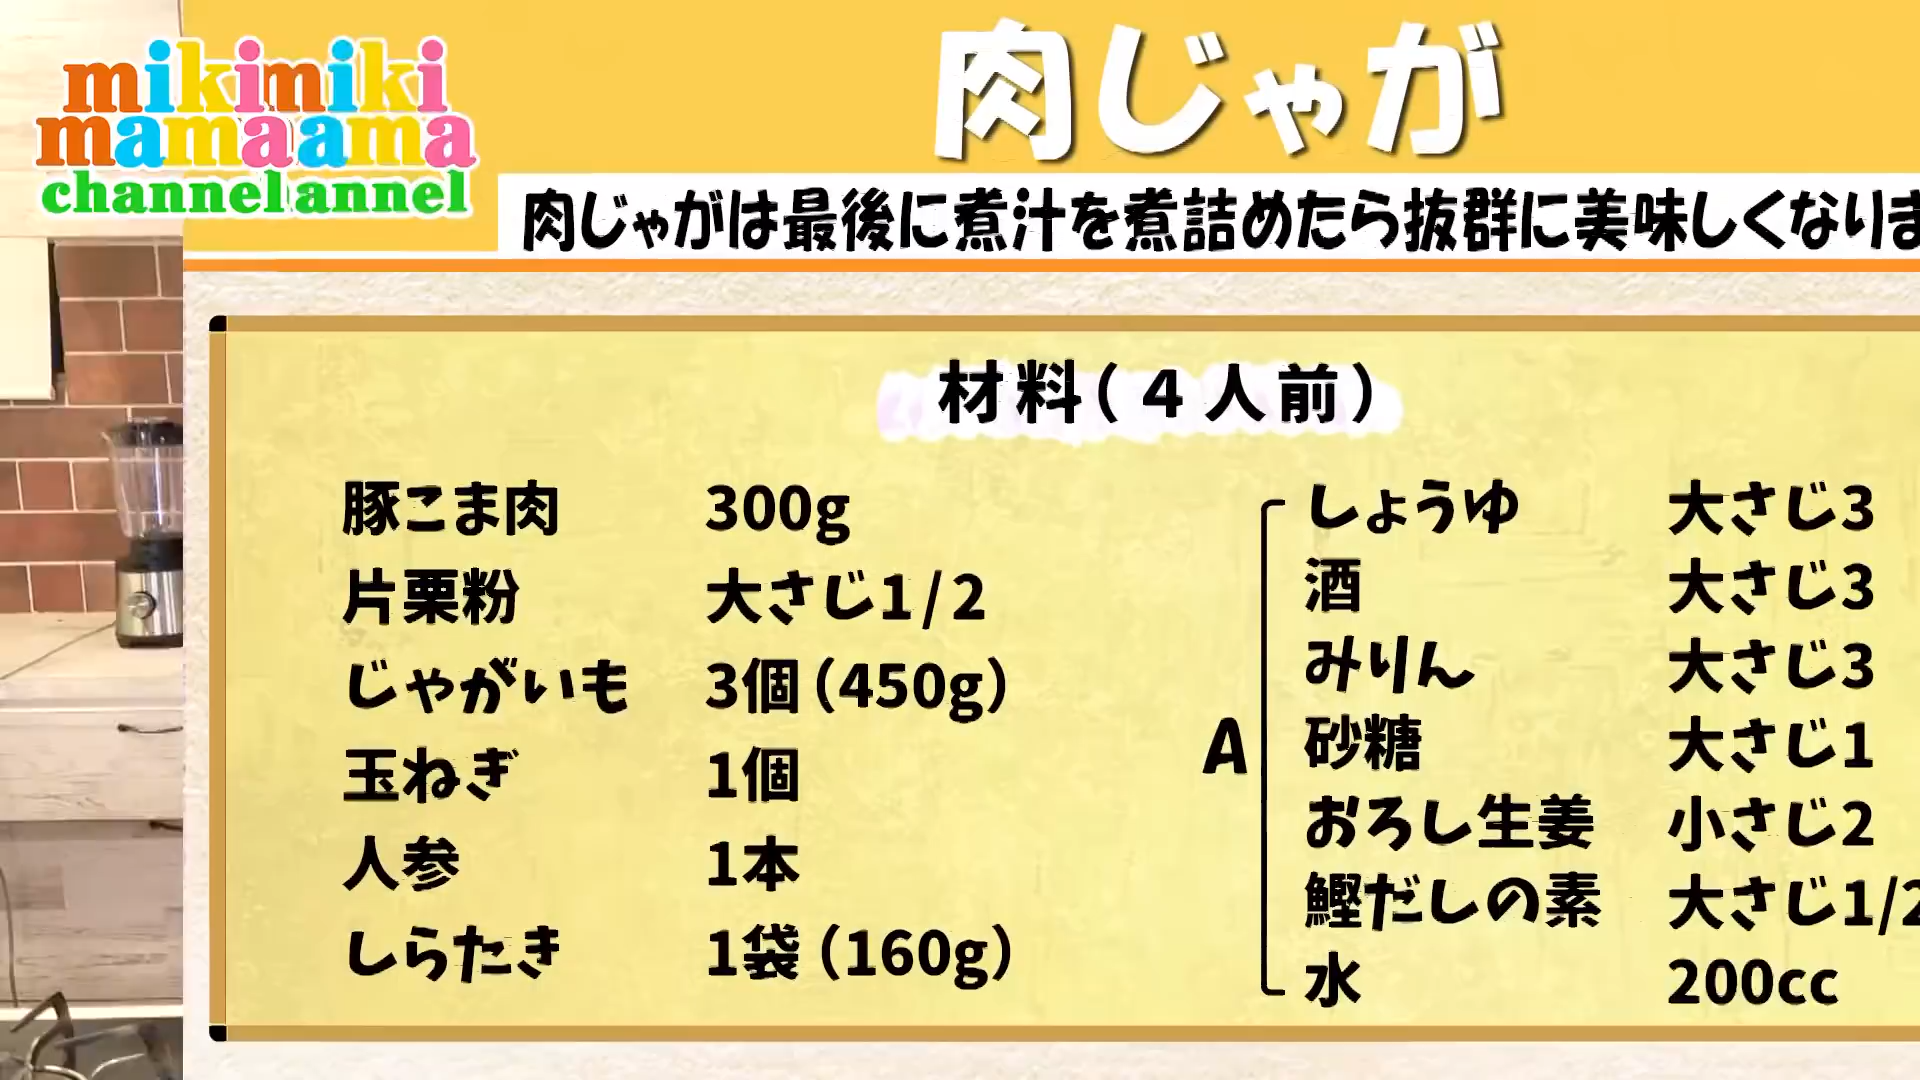 mikimiki
mama
channel
肉じゃが
肉じゃがは最後に煮汁を煮詰めたら抜群に美味しくなりま
材料(4人前)
豚こま肉 300g
片栗粉 大さじ1/2
じゃがいも 3個(450g)
玉ねぎ 1個
人参 1本
しらたき 1袋(160g)
A
しょうゆ 大さじ3
酒 大さじ3
みりん 大さじ3
砂糖 大さじ1
おろし生姜 小さじ2
鰹だしの素 大さじ1/2
水 200cc